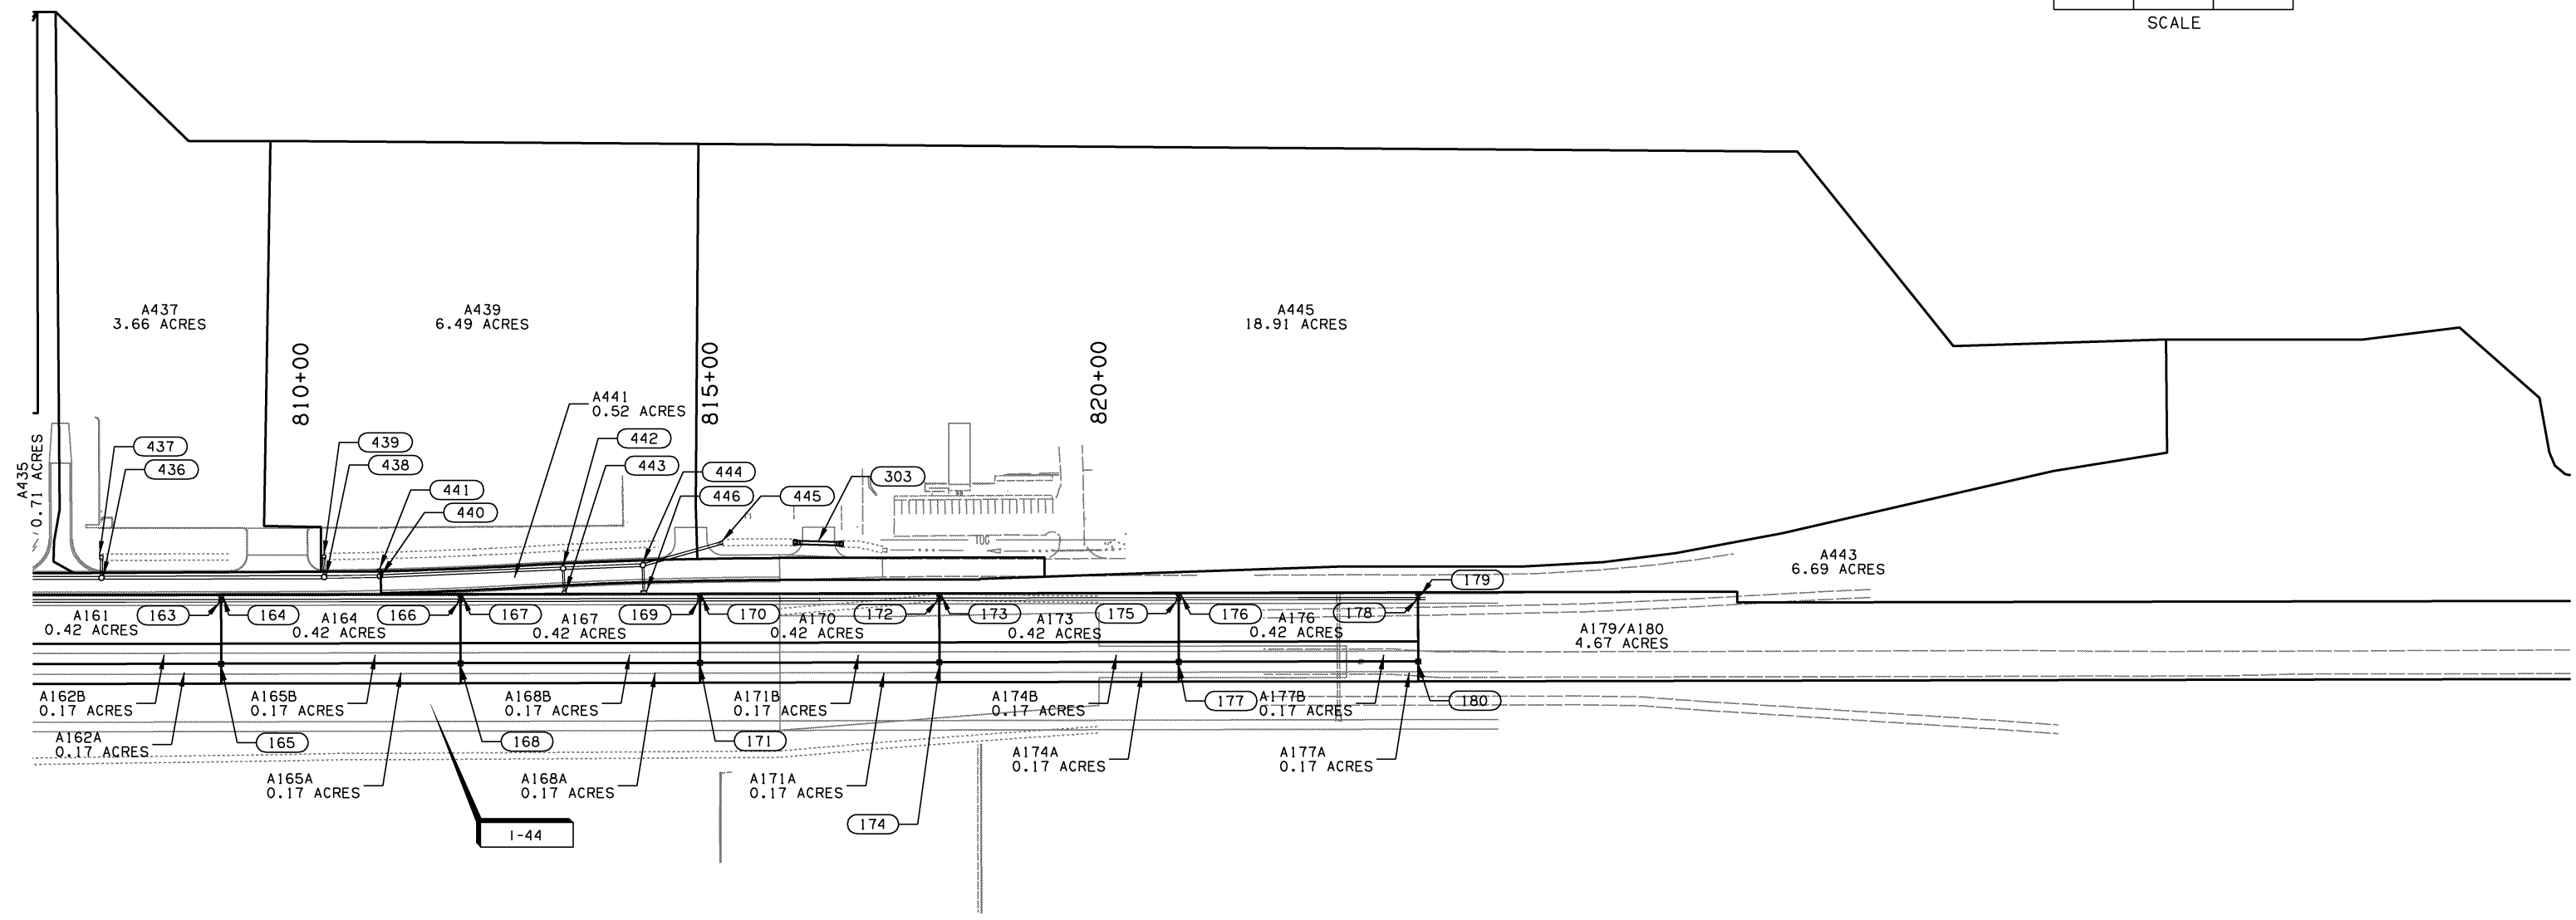 SCALE
A437
3.66 ACRES
A439
6.49 ACRES
A445
18.91 ACRES
810+00
815+00
820+00
A441
0.52 ACRES
A435
0.71 ACRES
437
436
439
438
441
440
442
443
444
446
445
303
TOC
A443
6.69 ACRES
179
A161
0.42 ACRES
163
164
A164
0.42 ACRES
166
167
A167
0.42 ACRES
169
170
A170
0.42 ACRES
172
173
A173
0.42 ACRES
175
176
A176
0.42 ACRES
178
A179/A180
4.67 ACRES
A162B
0.17 ACRES
A165B
0.17 ACRES
A168B
0.17 ACRES
A171B
0.17 ACRES
A174B
0.17 ACRES
177
A177B
0.17 ACRES
180
A162A
0.17 ACRES
165
168
171
A165A
0.17 ACRES
A168A
0.17 ACRES
A171A
0.17 ACRES
A174A
0.17 ACRES
A177A
0.17 ACRES
174
I-44